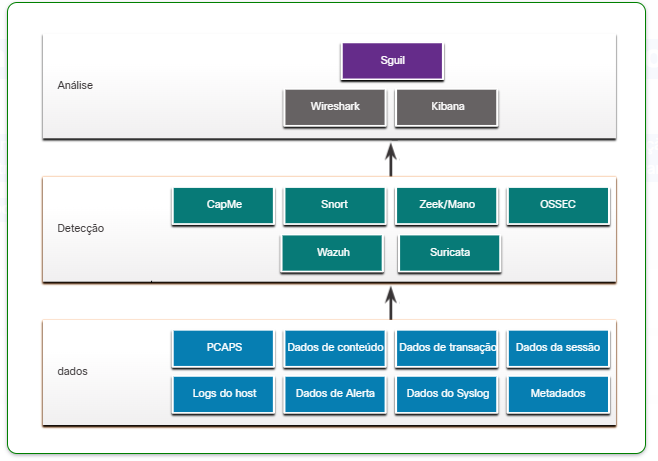 Análise
Sguil
Wireshark
Kibana
Detecção
CapMe
Snort
Zeek/Mano
OSSEC
Wazuh
Suricata
dados
PCAPS
Dados de conteúdo
Dados de transação
Dados da sessão
Logs do host
Dados de Alerta
Dados do Syslog
Metadados